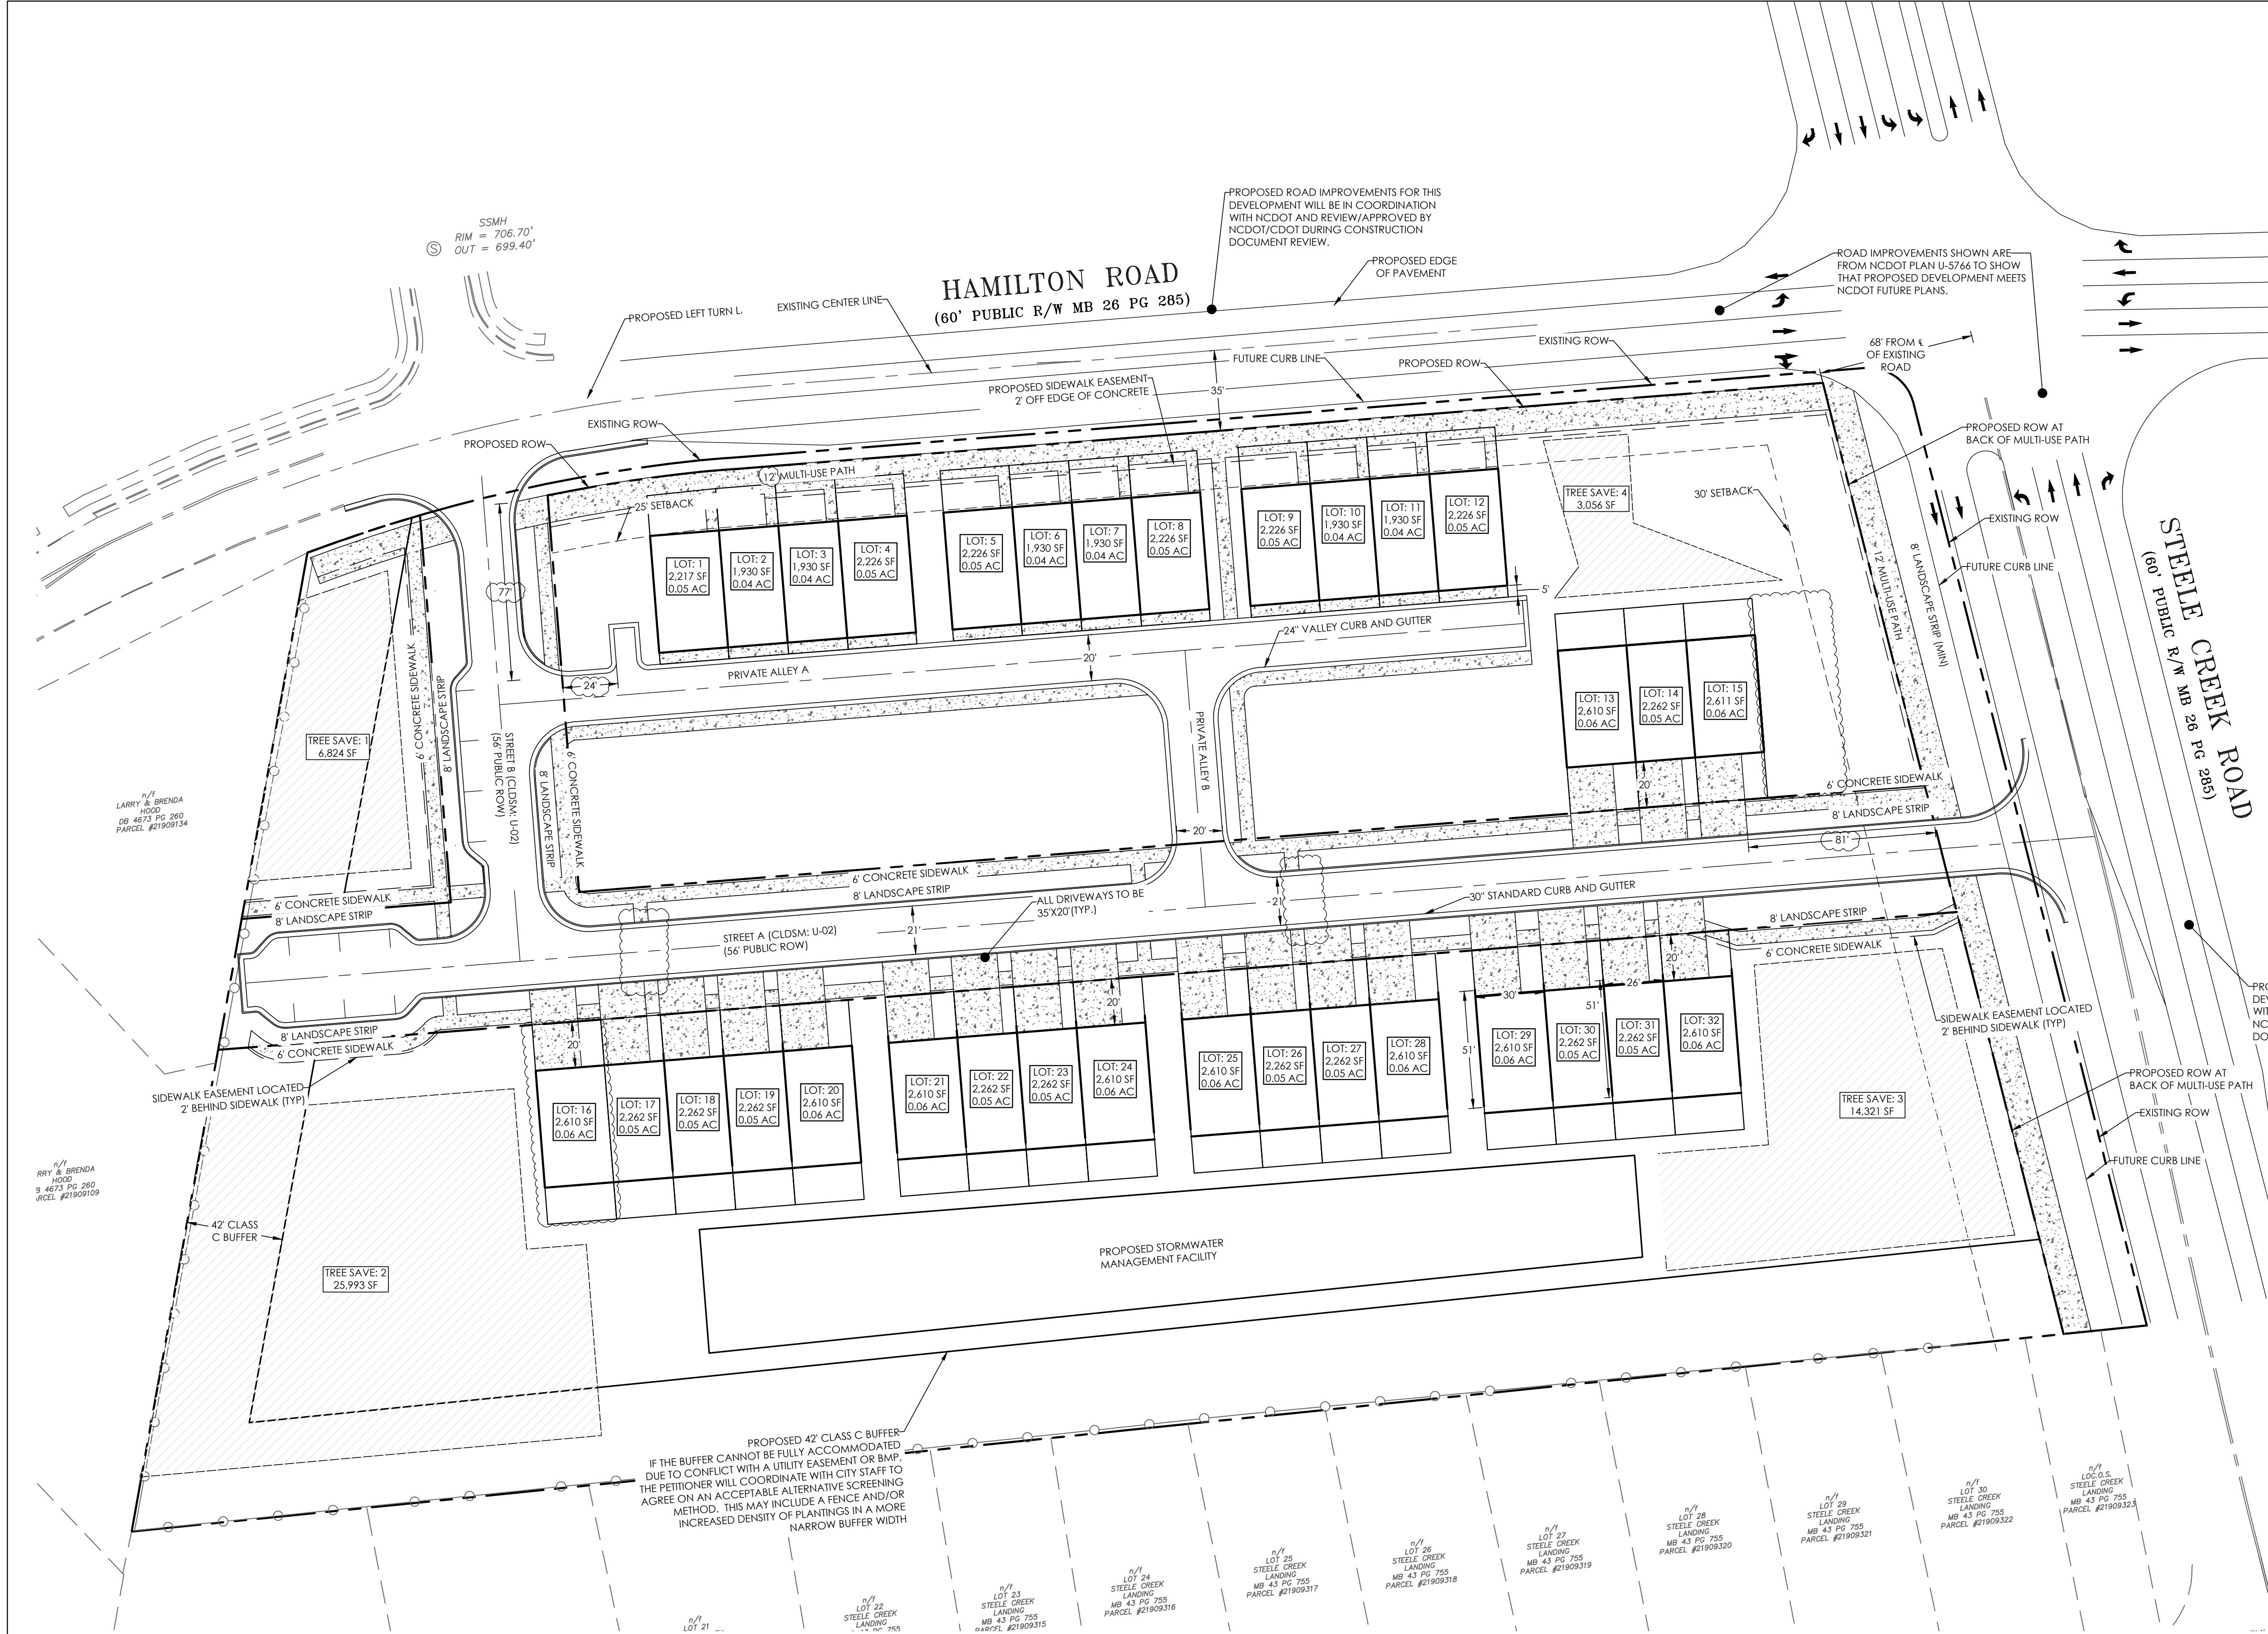 SSMH
RIM = 706.70'
OUT = 699.40'
HAMILTON ROAD
(60' PUBLIC R/W MB 26 PG 285)
PROPOSED ROAD IMPROVEMENTS FOR THIS
DEVELOPMENT WILL BE IN COORDINATION
WITH NCDOT AND REVIEW/APPROVED BY
NCDOT/CDOT DURING CONSTRUCTION
DOCUMENT REVIEW.
PROPOSED EDGE
OF PAVEMENT
ROAD IMPROVEMENTS SHOWN ARE
FROM NCDOT PLAN U-5766 TO SHOW
THAT PROPOSED DEVELOPMENT MEETS
NCDOT FUTURE PLANS.
PROPOSED LEFT TURN L
EXISTING CENTER LINE
68' FROM ℄
OF EXISTING
ROAD
EXISTING ROW
FUTURE CURB LINE
PROPOSED ROW
PROPOSED SIDEWALK EASEMENT
2' OFF EDGE OF CONCRETE
35'
EXISTING ROW
PROPOSED ROW
12' MULTI-USE PATH
25' SETBACK
PROPOSED ROW AT
BACK OF MULTI-USE PATH
30' SETBACK
EXISTING ROW
FUTURE CURB LINE
8' LANDSCAPE STRIP (MIN)
12' MULTI-USE PATH
STEELE CREEK ROAD
(60' PUBLIC R/W MB 26 PG 285)
LOT: 1
2,217 SF
0.05 AC
LOT: 2
1,930 SF
0.04 AC
LOT: 3
1,930 SF
0.04 AC
LOT: 4
2,226 SF
0.05 AC
LOT: 5
2,226 SF
0.05 AC
LOT: 6
1,930 SF
0.04 AC
LOT: 7
1,930 SF
0.04 AC
LOT: 8
2,226 SF
0.05 AC
LOT: 9
2,226 SF
0.05 AC
LOT: 10
1,930 SF
0.04 AC
LOT: 11
1,930 SF
0.04 AC
LOT: 12
2,226 SF
0.05 AC
TREE SAVE: 4
3,056 SF
5'
77'
24'
20'
24" VALLEY CURB AND GUTTER
PRIVATE ALLEY A
PRIVATE ALLEY B
20'
LOT: 13
2,610 SF
0.06 AC
LOT: 14
2,262 SF
0.05 AC
LOT: 15
2,611 SF
0.06 AC
20'
6' CONCRETE SIDEWALK
8' LANDSCAPE STRIP
81'
TREE SAVE: 1
6,824 SF
6' CONCRETE SIDEWALK
8' LANDSCAPE STRIP
STREET B (CLDSM: U-02)
(56' PUBLIC ROW)
8' LANDSCAPE STRIP
6' CONCRETE SIDEWALK
n/f
LARRY & BRENDA
HOOD
DB 4673 PG 260
PARCEL #21909134
6' CONCRETE SIDEWALK
8' LANDSCAPE STRIP
6' CONCRETE SIDEWALK
8' LANDSCAPE STRIP
ALL DRIVEWAYS TO BE
35'X20'(TYP.)
30" STANDARD CURB AND GUTTER
21'
21'
STREET A (CLDSM: U-02)
(56' PUBLIC ROW)
8' LANDSCAPE STRIP
6' CONCRETE SIDEWALK
8' LANDSCAPE STRIP
6' CONCRETE SIDEWALK
SIDEWALK EASEMENT LOCATED
2' BEHIND SIDEWALK (TYP)
SIDEWALK EASEMENT LOCATED
2' BEHIND SIDEWALK (TYP)
20'
20'
20'
30'
26'
51'
51'
LOT: 16
2,610 SF
0.06 AC
LOT: 17
2,262 SF
0.05 AC
LOT: 18
2,262 SF
0.05 AC
LOT: 19
2,262 SF
0.05 AC
LOT: 20
2,610 SF
0.06 AC
LOT: 21
2,610 SF
0.06 AC
LOT: 22
2,262 SF
0.05 AC
LOT: 23
2,262 SF
0.05 AC
LOT: 24
2,610 SF
0.06 AC
LOT: 25
2,610 SF
0.06 AC
LOT: 26
2,262 SF
0.05 AC
LOT: 27
2,262 SF
0.05 AC
LOT: 28
2,610 SF
0.06 AC
LOT: 29
2,610 SF
0.06 AC
LOT: 30
2,262 SF
0.05 AC
LOT: 31
2,262 SF
0.05 AC
LOT: 32
2,610 SF
0.06 AC
PROPOSED ROW AT
BACK OF MULTI-USE PATH
EXISTING ROW
FUTURE CURB LINE
TREE SAVE: 3
14,321 SF
n/f
RRY & BRENDA
HOOD
4673 PG 260
RCEL #21909109
42' CLASS
C BUFFER
TREE SAVE: 2
25,993 SF
PROPOSED STORMWATER
MANAGEMENT FACILITY
PROPOSED 42' CLASS C BUFFER
IF THE BUFFER CANNOT BE FULLY ACCOMMODATED
DUE TO CONFLICT WITH A UTILITY EASEMENT OR BMP,
THE PETITIONER WILL COORDINATE WITH CITY STAFF TO
AGREE ON AN ACCEPTABLE ALTERNATIVE SCREENING
METHOD. THIS MAY INCLUDE A FENCE AND/OR
INCREASED DENSITY OF PLANTINGS IN A MORE
NARROW BUFFER WIDTH
n/f
LOT 21
n/f
LOT 22
STEELE CREEK
LANDING
PG 755
n/f
LOT 23
STEELE CREEK
LANDING
MB 43 PG 755
PARCEL #21909315
n/f
LOT 24
STEELE CREEK
LANDING
MB 43 PG 755
PARCEL #21909316
n/f
LOT 25
STEELE CREEK
LANDING
MB 43 PG 755
PARCEL #21909317
n/f
LOT 26
STEELE CREEK
LANDING
MB 43 PG 755
PARCEL #21909318
n/f
LOT 27
STEELE CREEK
LANDING
MB 43 PG 755
PARCEL #21909319
n/f
LOT 28
STEELE CREEK
LANDING
MB 43 PG 755
PARCEL #21909320
n/f
LOT 29
STEELE CREEK
LANDING
MB 43 PG 755
PARCEL #21909321
n/f
LOT 30
STEELE CREEK
LANDING
MB 43 PG 755
PARCEL #21909322
n/f
LOC.O.S.
STEELE CREEK
LANDING
MB 43 PG 755
PARCEL #21909323